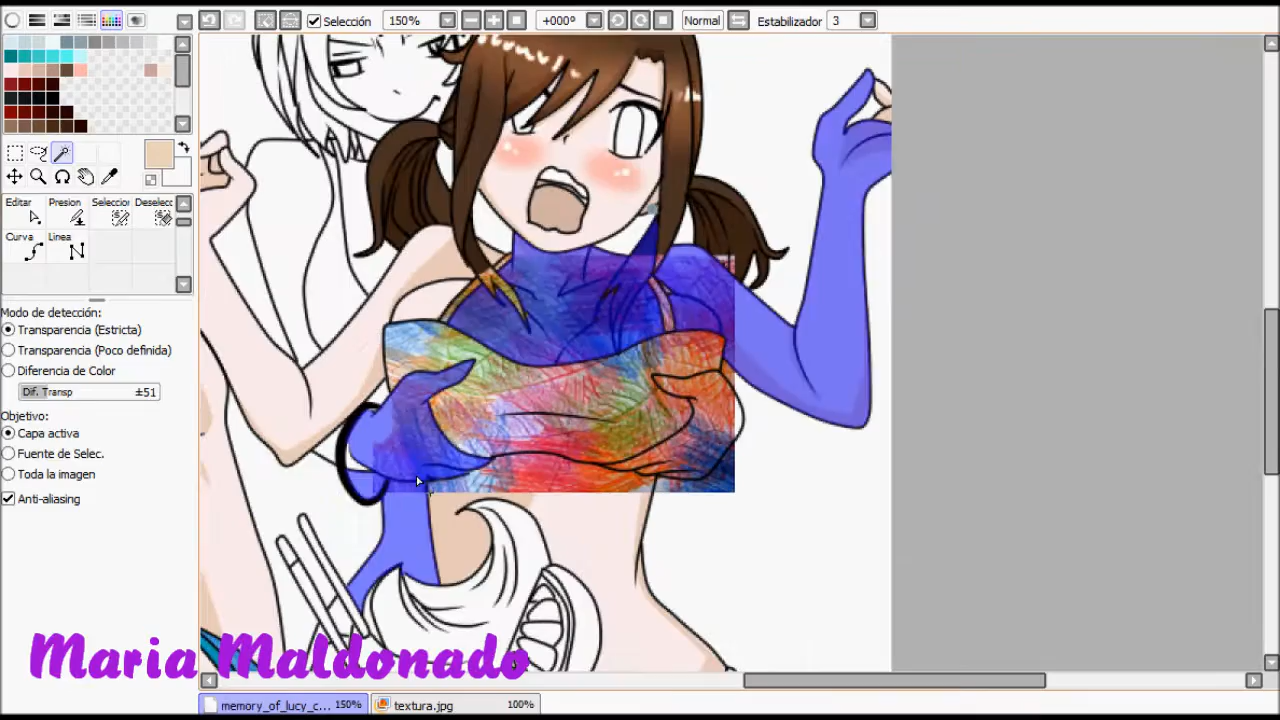 Selección 150% +000º Normal Estabilizador 3
Editar Presion Seleccior Deselecc
Curva Linea
Modo de detección:
Transparencia (Estricta)
Transparencia (Poco definida)
Diferencia de Color
Dif. Transp ±51
Objetivo:
Capa activa
Fuente de Selec.
Toda la imagen
Anti-aliasing
Maria Maldonado
memory_of_lucy_c... 150% textura.jpg 100%